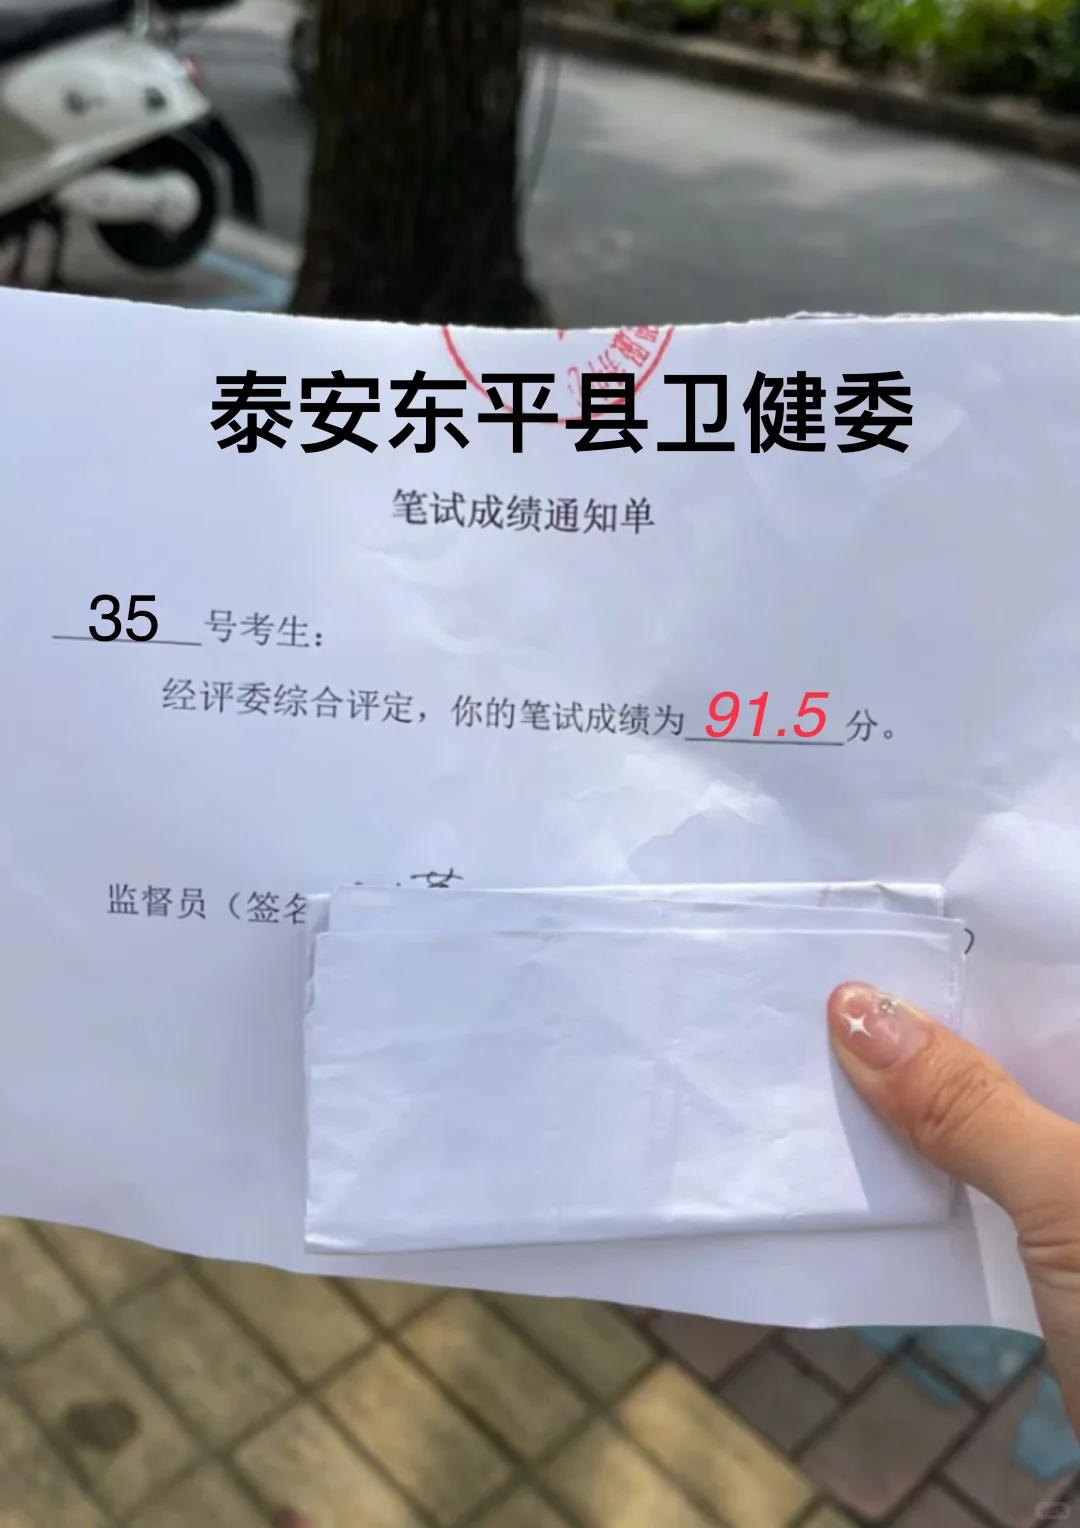 泰安东平县卫健委
笔试成绩通知单
35 号考生：
经评委综合评定，你的笔试成绩为 91.5 分。
监督员（签名